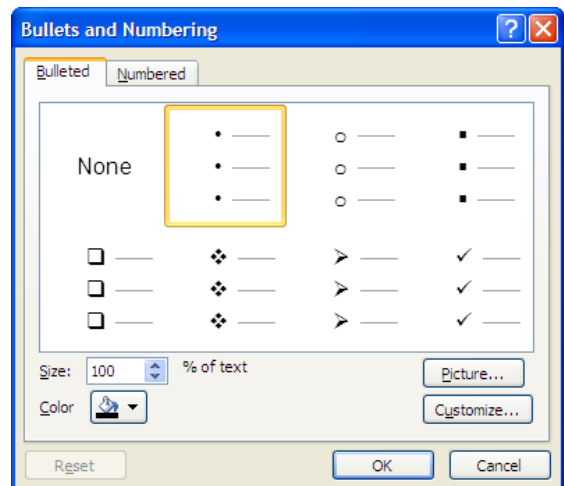 Bullets and Numbering
Bulleted Numbered
None
Size: 100 % of text Picture...
Color Customize...
Reset OK Cancel